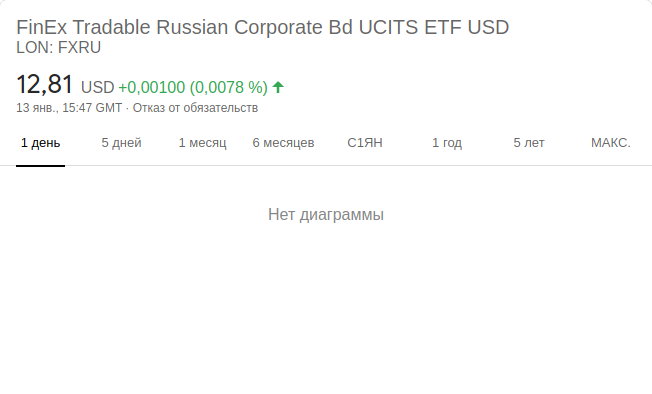 FinEx Tradable Russian Corporate Bd UCITS ETF USD
LON: FXRU
12,81 USD +0,00100 (0,0078 %) ↑
13 янв., 15:47 GMT · Отказ от обязательств
1 день 5 дней 1 месяц 6 месяцев С1ЯН 1 год 5 лет МАКС.
Нет диаграммы